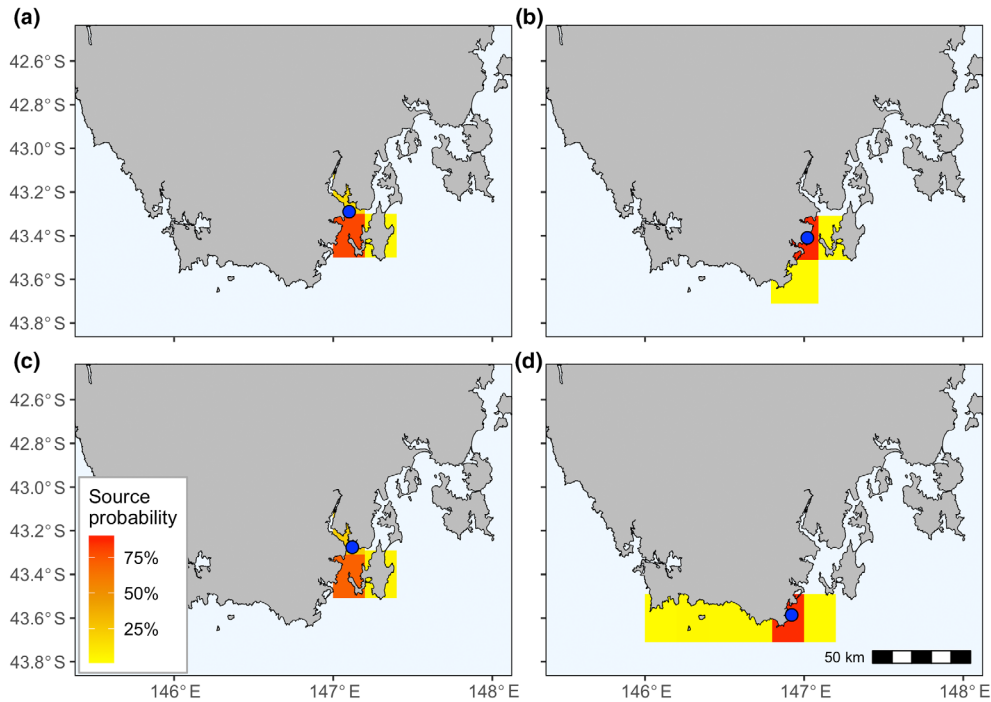 (a)
(b)
42.6° S
42.8° S
43.0° S
43.2° S
43.4° S
43.6° S
43.8° S
(c)
(d)
42.6° S
42.8° S
43.0° S
43.2° S
43.4° S
43.6° S
43.8° S
Source
probability
75%
50%
25%
50 km
146° E
147° E
148° E
146° E
147° E
148° E